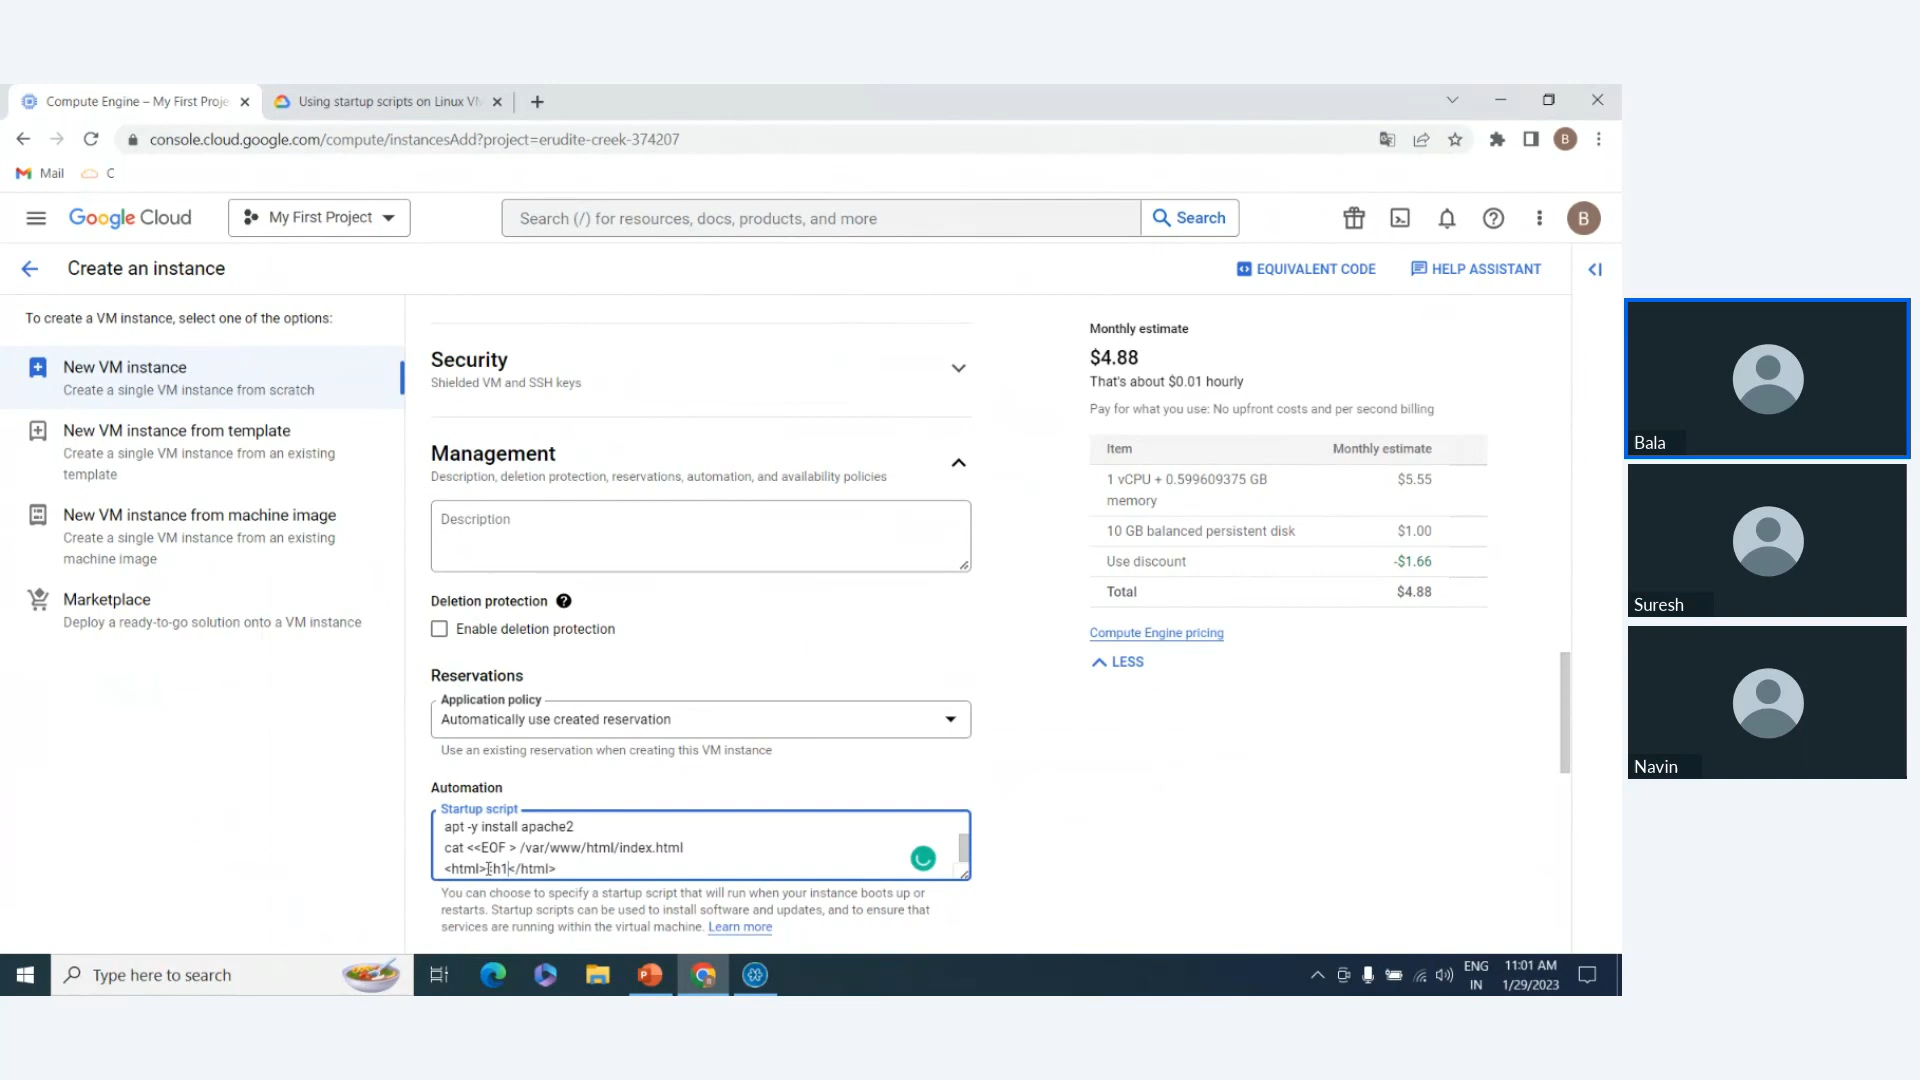 Compute Engine – My First Proje
Using startup scripts on Linux VM
console.cloud.google.com/compute/instancesAdd?project=erudite-creek-374207
B
Mail
C
Google Cloud
My First Project
Search (/) for resources, docs, products, and more
Search
B
Create an instance
EQUIVALENT CODE
HELP ASSISTANT
To create a VM instance, select one of the options:
New VM instance
Create a single VM instance from scratch
New VM instance from template
Create a single VM instance from an existing
template
New VM instance from machine image
Create a single VM instance from an existing
machine image
Marketplace
Deploy a ready-to-go solution onto a VM instance
Security
Shielded VM and SSH keys
Management
Description, deletion protection, reservations, automation, and availability policies
Description
Deletion protection
Enable deletion protection
Reservations
Application policy
Automatically use created reservation
Use an existing reservation when creating this VM instance
Automation
Startup script
apt -y install apache2
cat <<EOF > /var/www/html/index.html
<html><h1</html>
You can choose to specify a startup script that will run when your instance boots up or
restarts. Startup scripts can be used to install software and updates, and to ensure that
services are running within the virtual machine. Learn more
Monthly estimate
$4.88
That's about $0.01 hourly
Pay for what you use: No upfront costs and per second billing
Item Monthly estimate
1 vCPU + 0.599609375 GB
memory $5.55
10 GB balanced persistent disk $1.00
Use discount -$1.66
Total $4.88
Compute Engine pricing
LESS
Bala
Suresh
Navin
Type here to search
ENG
IN
11:01 AM
1/29/2023